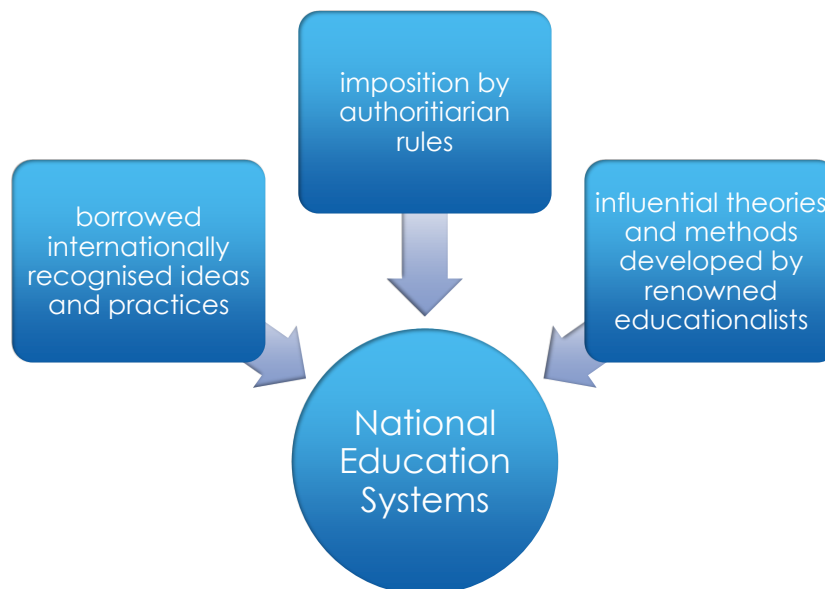 imposition by
authoritiarian
rules
borrowed
internationally
recognised ideas
and practices
influential theories
and methods
developed by
renowned
educationalists
National
Education
Systems